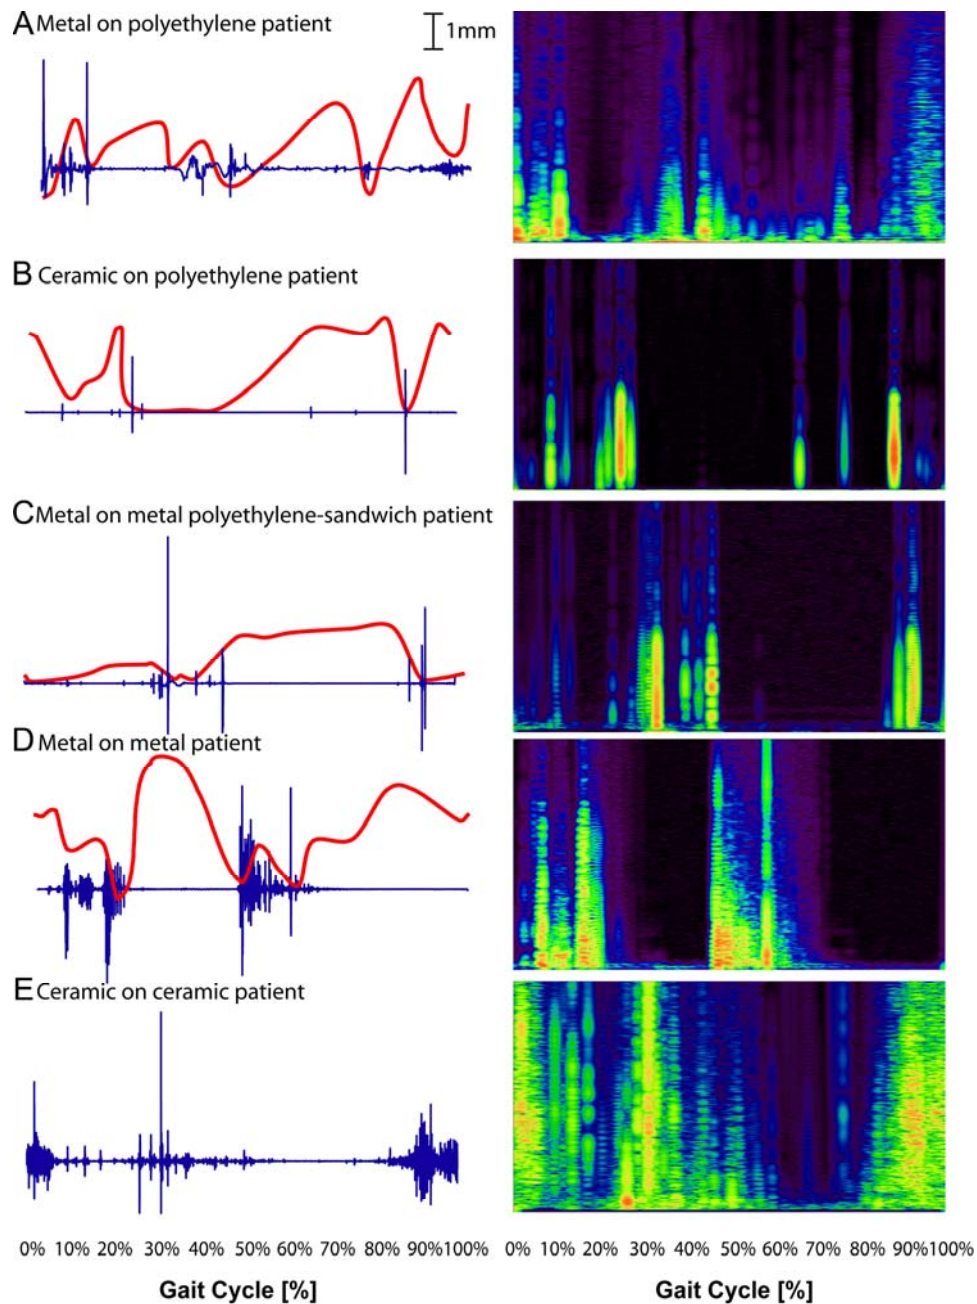 A Metal on polyethylene patient
1mm
B Ceramic on polyethylene patient
C Metal on metal polyethylene-sandwich patient
D Metal on metal patient
E Ceramic on ceramic patient
0% 10% 20% 30% 40% 50% 60% 70% 80% 90%100%
0% 10% 20% 30% 40% 50% 60% 70% 80% 90%100%
Gait Cycle [%]
Gait Cycle [%]